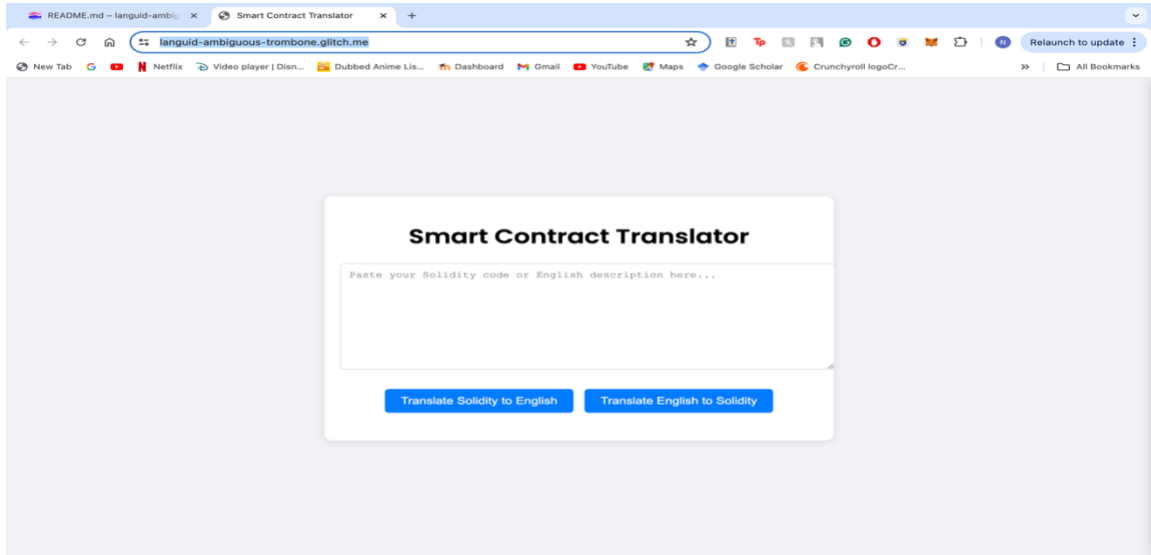 README.md – languid-ambig
Smart Contract Translator
languid-ambiguous-trombone.glitch.me
Relaunch to update
New Tab
Netflix
Video player | Disn...
Dubbed Anime Lis...
Dashboard
Gmail
YouTube
Maps
Google Scholar
Crunchyroll logoCr...
All Bookmarks
Smart Contract Translator
Paste your Solidity code or English description here...
Translate Solidity to English
Translate English to Solidity